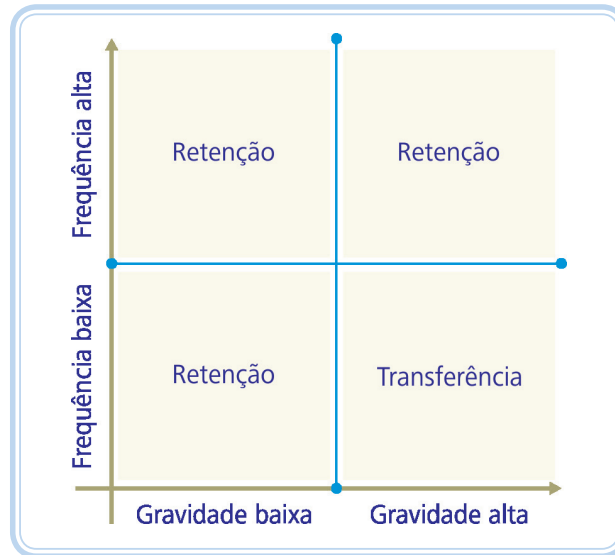 Frequência alta
Retenção
Retenção
Frequência baixa
Retenção
Transferência
Gravidade baixa
Gravidade alta